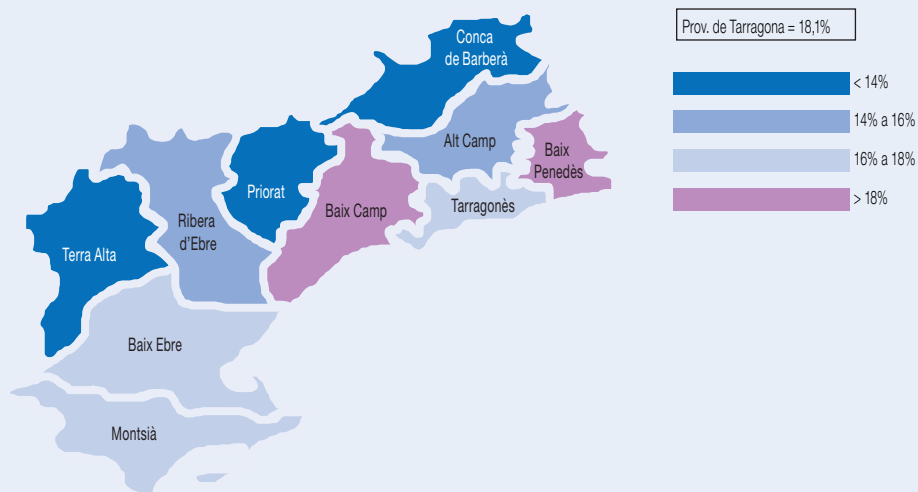 Prov. de Tarragona = 18,1%
< 14%
14% a 16%
16% a 18%
> 18%
Conca
de Barberà
Alt Camp
Baix
Penedès
Priorat
Baix Camp
Tarragonès
Ribera
d'Ebre
Terra Alta
Baix Ebre
Montsià